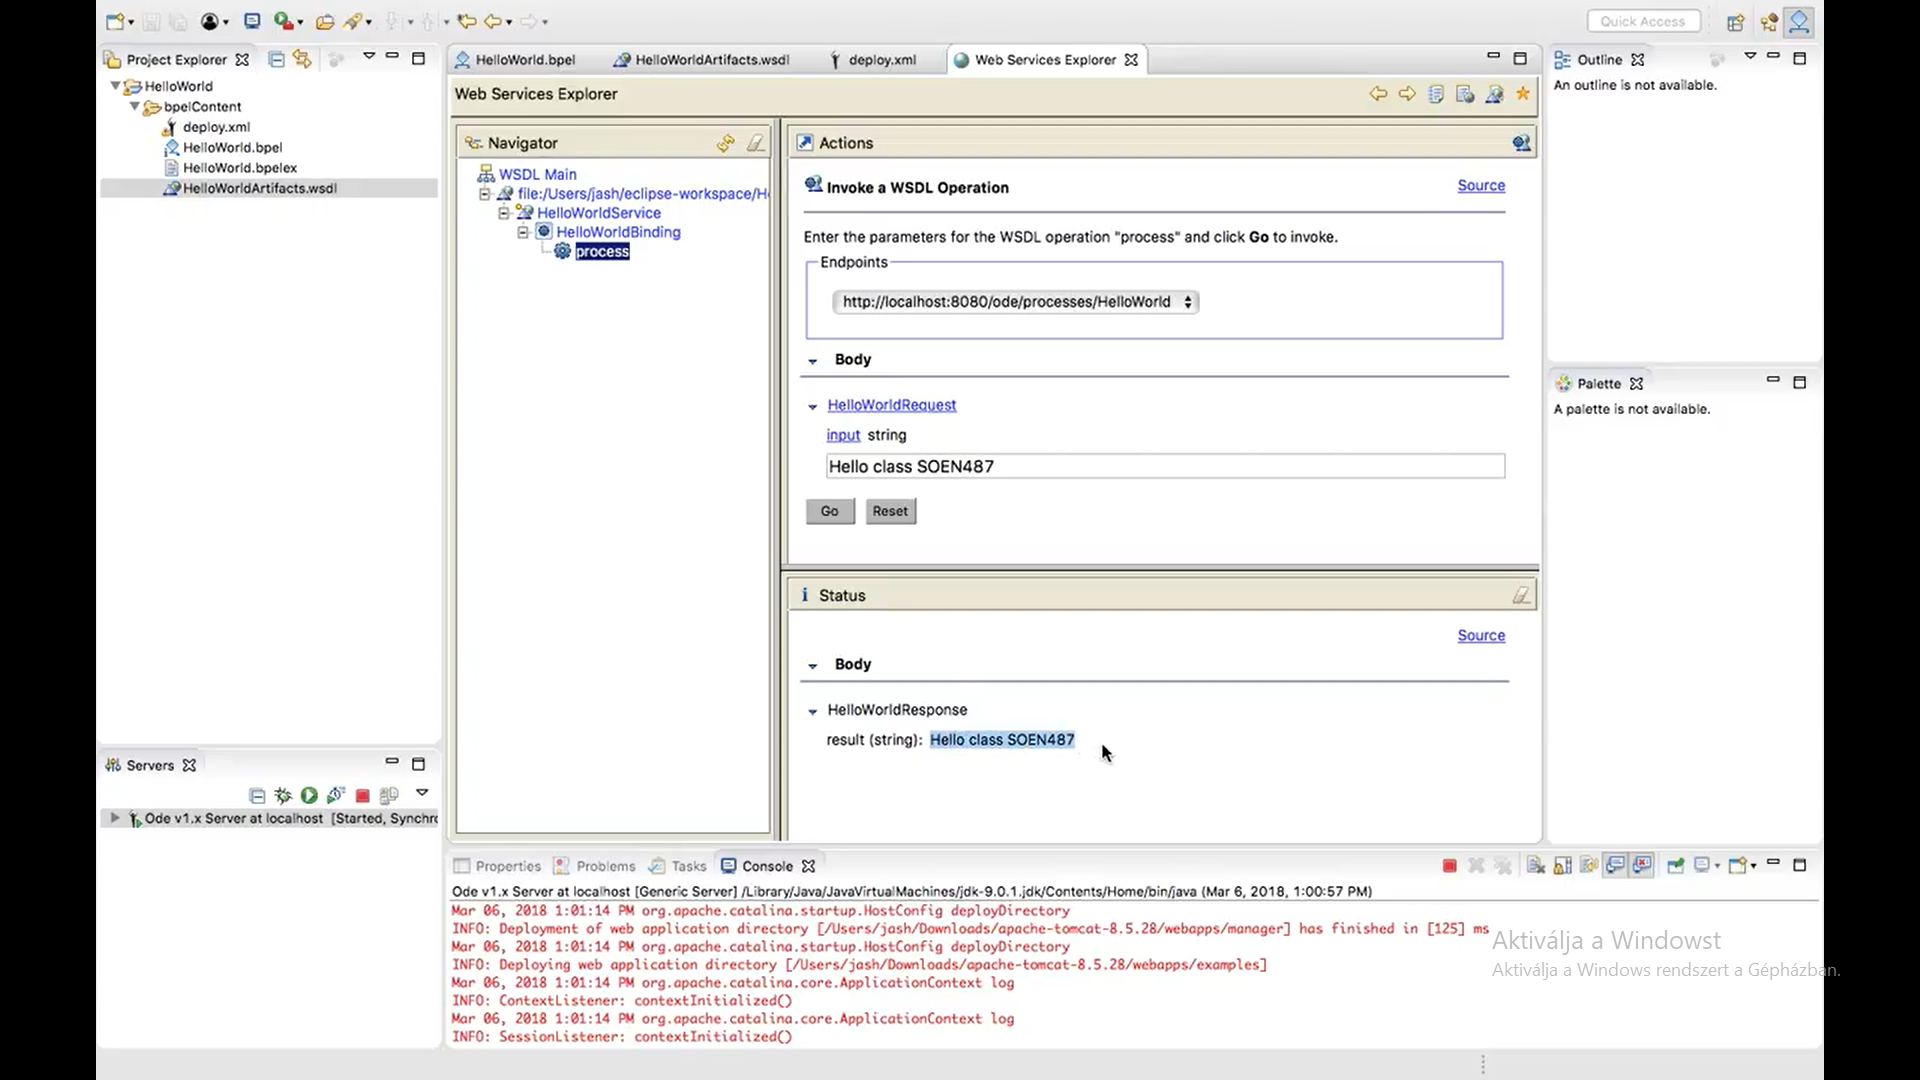 Quick Access
Project Explorer
HelloWorld
bpelContent
deploy.xml
HelloWorld.bpel
HelloWorld.bpelex
HelloWorldArtifacts.wsdl
HelloWorld.bpel
HelloWorldArtifacts.wsdl
deploy.xml
Web Services Explorer
Web Services Explorer
Navigator
WSDL Main
file:/Users/jash/eclipse-workspace/H
HelloWorldService
HelloWorldBinding
process
Actions
Invoke a WSDL Operation
Source
Enter the parameters for the WSDL operation "process" and click Go to invoke.
Endpoints
http://localhost:8080/ode/processes/HelloWorld
Body
HelloWorldRequest
input string
Hello class SOEN487
Go
Reset
Status
Source
Body
HelloWorldResponse
result (string): Hello class SOEN487
Outline
An outline is not available.
Palette
A palette is not available.
Servers
Ode v1.x Server at localhost [Started, Synchr
Properties
Problems
Tasks
Console
Ode v1.x Server at localhost [Generic Server] /Library/Java/JavaVirtualMachines/jdk-9.0.1.jdk/Contents/Home/bin/java (Mar 6, 2018, 1:00:57 PM)
Mar 06, 2018 1:01:14 PM org.apache.catalina.startup.HostConfig deployDirectory
INFO: Deployment of web application directory [/Users/jash/Downloads/apache-tomcat-8.5.28/webapps/manager] has finished in [125] ms
Mar 06, 2018 1:01:14 PM org.apache.catalina.startup.HostConfig deployDirectory
INFO: Deploying web application directory [/Users/jash/Downloads/apache-tomcat-8.5.28/webapps/examples]
Mar 06, 2018 1:01:14 PM org.apache.catalina.core.ApplicationContext log
INFO: ContextListener: contextInitialized()
Mar 06, 2018 1:01:14 PM org.apache.catalina.core.ApplicationContext log
INFO: SessionListener: contextInitialized()
Aktiválja a Windowst
Aktiválja a Windows rendszert a Gépházban.